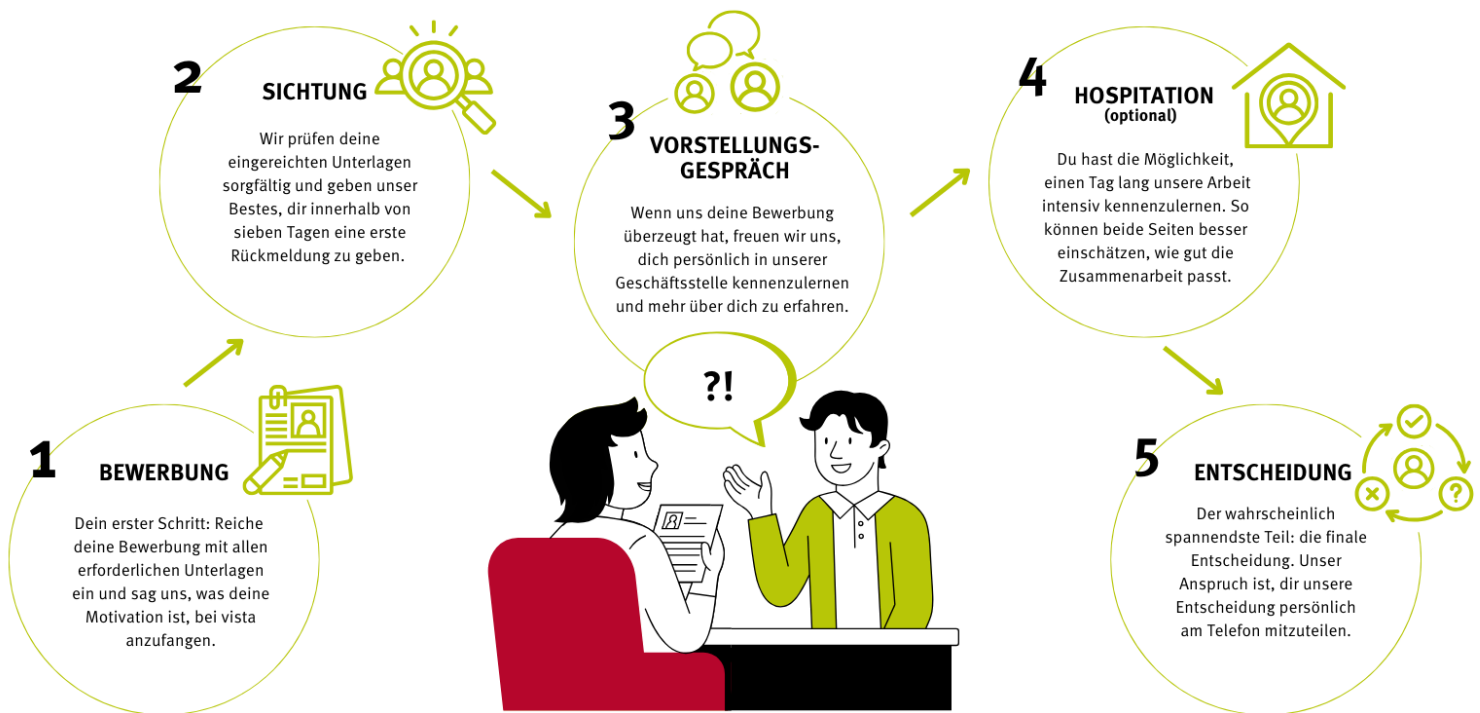 1
BEWERBUNG
Dein erster Schritt: Reiche
deine Bewerbung mit allen
erforderlichen Unterlagen
ein und sag uns, was deine
Motivation ist, bei vista
anzufangen.
2
SICHTUNG
Wir prüfen deine
eingereichten Unterlagen
sorgfältig und geben unser
Bestes, dir innerhalb von
sieben Tagen eine erste
Rückmeldung zu geben.
3
VORSTELLUNGS-
GESPRÄCH
Wenn uns deine Bewerbung
überzeugt hat, freuen wir uns,
dich persönlich in unserer
Geschäftsstelle kennenzulernen
und mehr über dich zu erfahren.
?!
4
HOSPITATION
(optional)
Du hast die Möglichkeit,
einen Tag lang unsere Arbeit
intensiv kennenzulernen. So
können beide Seiten besser
einschätzen, wie gut die
Zusammenarbeit passt.
5
ENTSCHEIDUNG
?
Der wahrscheinlich
spannendste Teil: die finale
Entscheidung. Unser
Anspruch ist, dir unsere
Entscheidung persönlich
am Telefon mitzuteilen.